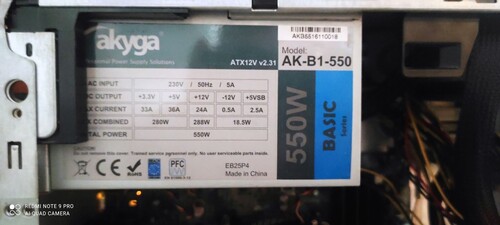 akyga
Personal Power Supply Solutions
ATX12V v2.31
AKB8816110018
Model:
AK-B1-550
AC INPUT 230V / 50Hz / 5A
DC OUTPUT +3.3V +5V +12V -12V +5VSB
MAX CURRENT 33A 36A 24A 0.5A 2.5A
MAX COMBINED 280W 288W 18.5W
TOTAL POWER 550W
550W
BASIC
Series
CAUTION!
CE
PFC
EB25P4
Made in China
REDMI NOTE 9 PRO
AI QUAD CAMERA